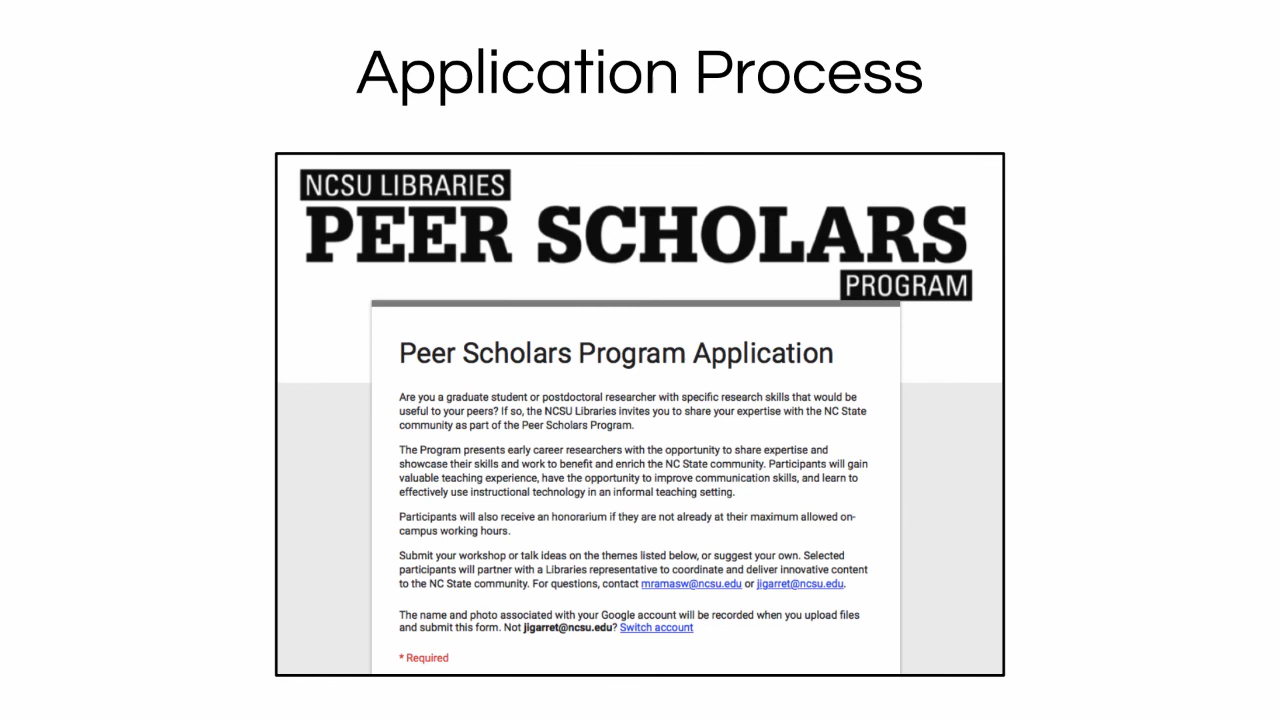 Application Process
NCSU LIBRARIES
PEER SCHOLARS
PROGRAM
Peer Scholars Program Application
Are you a graduate student or postdoctoral researcher with specific research skills that would be
useful to your peers? If so, the NCSU Libraries invites you to share your expertise with the NC State
community as part of the Peer Scholars Program.
The Program presents early career researchers with the opportunity to share expertise and
showcase their skills and work to benefit and enrich the NC State community. Participants will gain
valuable teaching experience, have the opportunity to improve communication skills, and learn to
effectively use instructional technology in an informal teaching setting.
Participants will also receive an honorarium if they are not already at their maximum allowed on-
campus working hours.
Submit your workshop or talk ideas on the themes listed below, or suggest your own. Selected
participants will partner with a Libraries representative to coordinate and deliver innovative content
to the NC State community. For questions, contact mramasw@ncsu.edu or jigarret@ncsu.edu.
The name and photo associated with your Google account will be recorded when you upload files
and submit this form. Not jigarret@ncsu.edu? Switch account
* Required